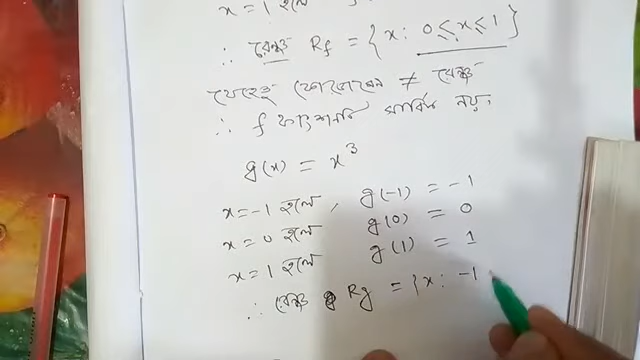 x = 1 হলে
∴ রেঞ্জ Rf = {x: 0 ≤ x ≤ 1}
যেহেতু কোডোমেন ≠ রেঞ্জ
∴ f ফাংশনটি সার্বিক নয়।
g(x) = x³
x = -1 হলে, g(-1) = -1
x = 0 হলে g(0) = 0
x = 1 হলে g(1) = 1
∴ রেঞ্জ Rg = {x: -1